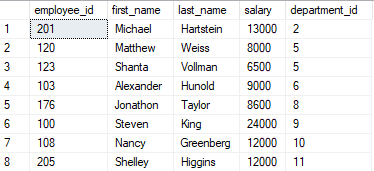 employee_id first_name last_name salary department_id
1 201 Michael Hartstein 13000 2
2 120 Matthew Weiss 8000 5
3 123 Shanta Vollman 6500 5
4 103 Alexander Hunold 9000 6
5 176 Jonathon Taylor 8600 8
6 100 Steven King 24000 9
7 108 Nancy Greenberg 12000 10
8 205 Shelley Higgins 12000 11